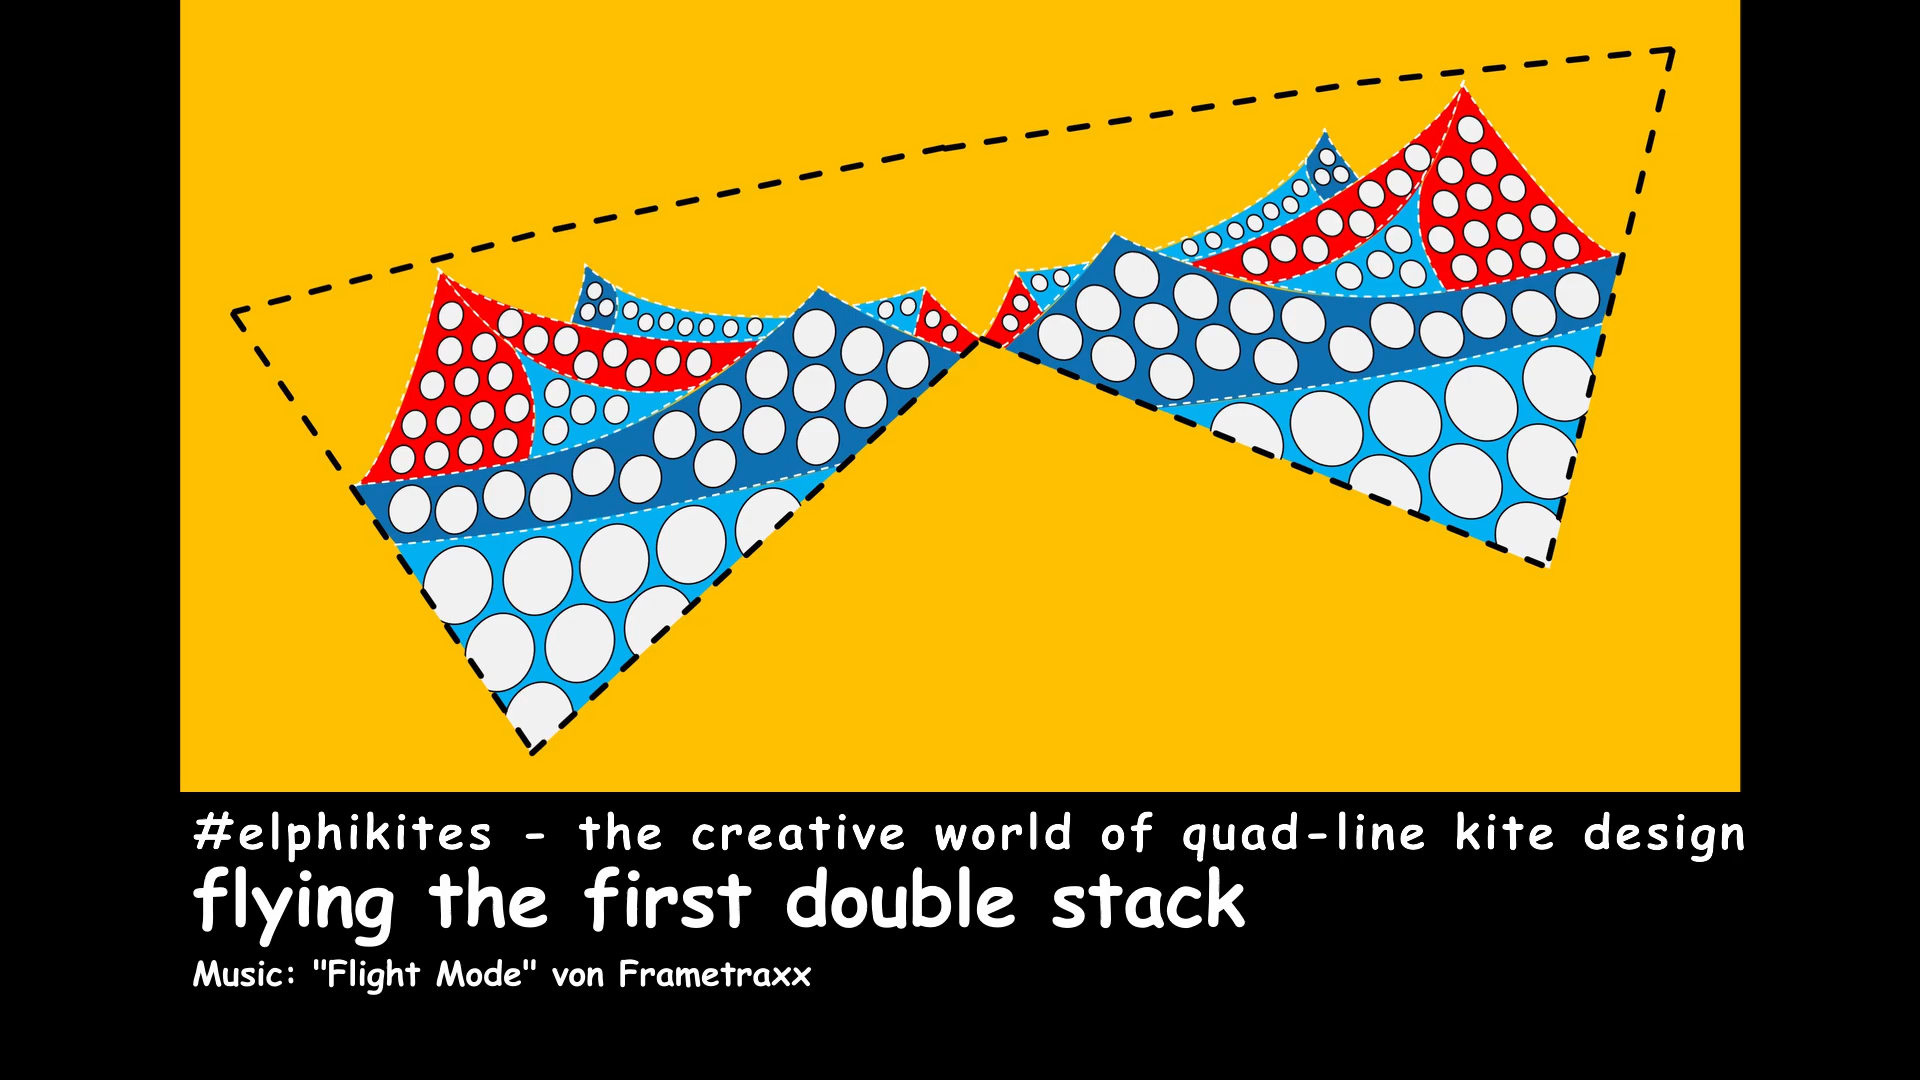 #elphikites - the creative world of quad-line kite design
flying the first double stack
Music: "Flight Mode" von Frametraxx